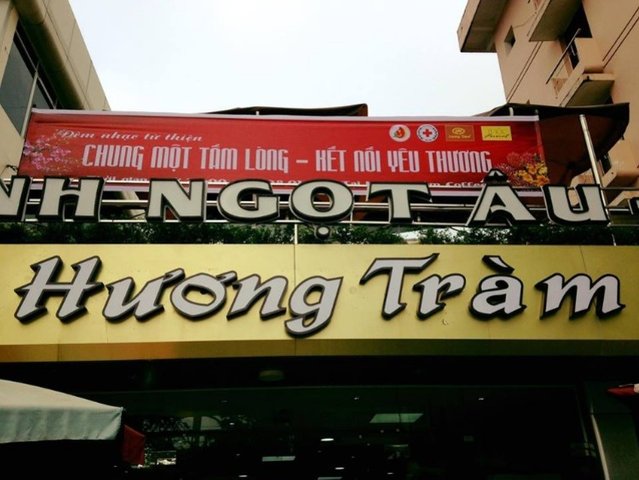 Đêm nhạc từ thiện
CHUNG MỘT TẤM LÒNG – KẾT NỐI YÊU THƯƠNG
NH NGỌT ÂU
Hương Tràm